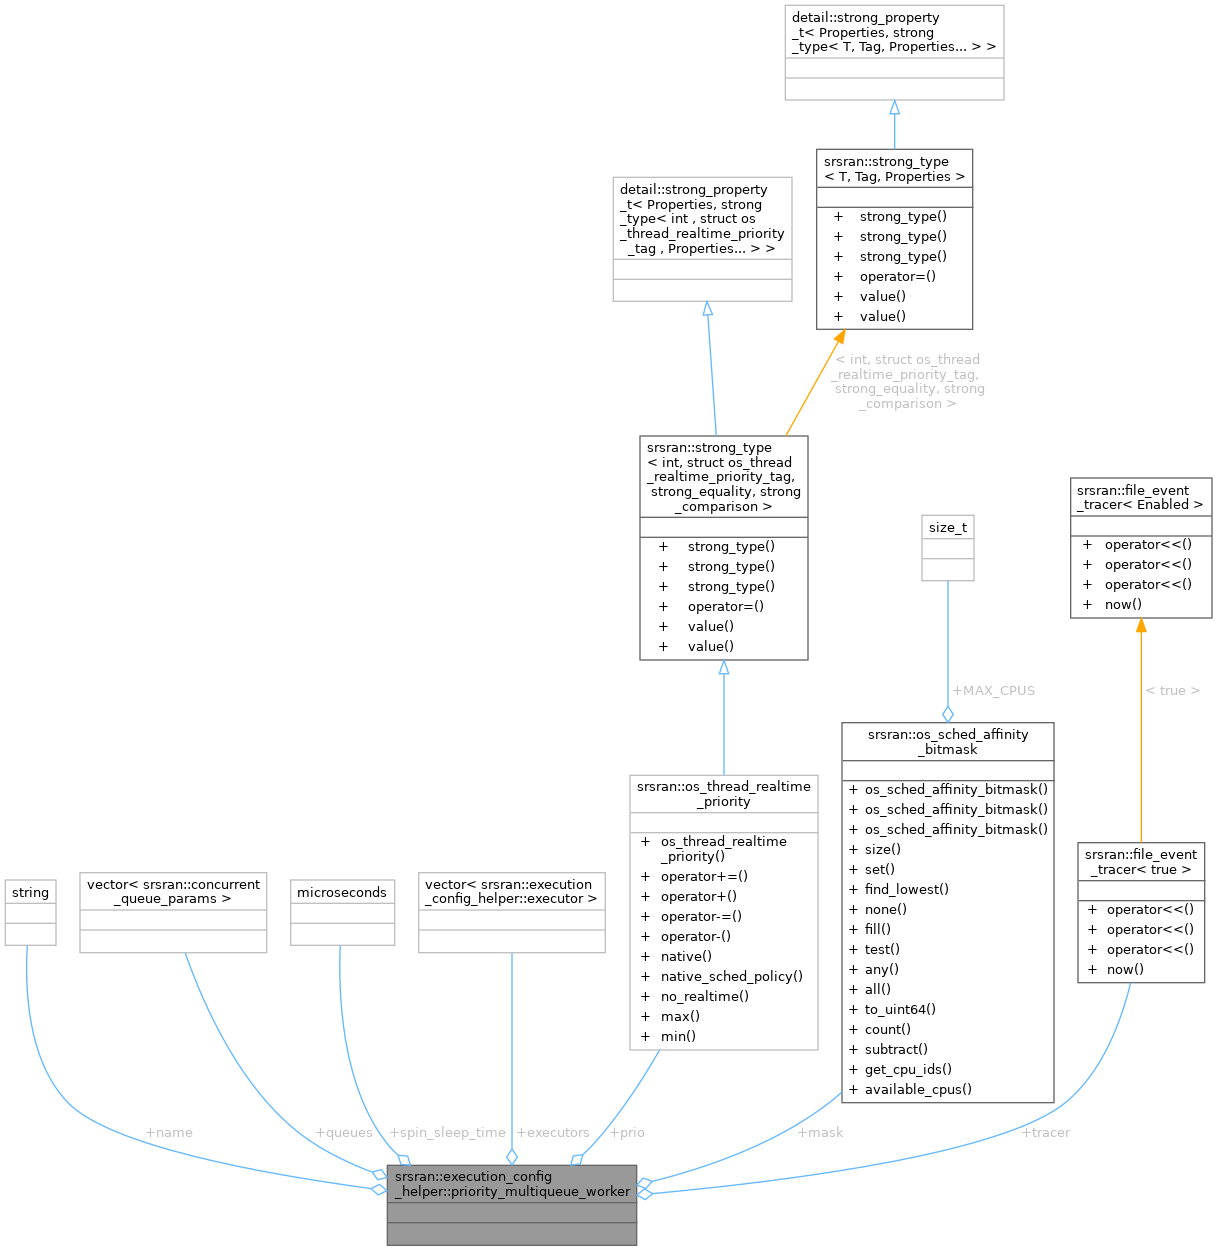 detail::strong_property
_t< Properties, strong
_type< T, Tag, Properties... > >
srsran::strong_type
< T, Tag, Properties >
+ strong_type()
+ strong_type()
+ strong_type()
+ operator=()
+ value()
+ value()
detail::strong_property
_t< Properties, strong
_type< int , struct os
_thread_realtime_priority
_tag , Properties... > >
< int, struct os_thread
_realtime_priority_tag,
strong_equality, strong
_comparison >
srsran::strong_type
< int, struct os_thread
_realtime_priority_tag,
strong_equality, strong
_comparison >
+ strong_type()
+ strong_type()
+ strong_type()
+ operator=()
+ value()
+ value()
size_t
+MAX_CPUS
srsran::file_event
_tracer< Enabled >
+ operator<<()
+ operator<<()
+ operator<<()
+ now()
< true >
srsran::os_thread_realtime
_priority
+ os_thread_realtime
_priority()
+ operator+=()
+ operator+()
+ operator-=()
+ operator-()
+ native()
+ native_sched_policy()
+ no_realtime()
+ max()
+ min()
srsran::os_sched_affinity
_bitmask
+ os_sched_affinity_bitmask()
+ os_sched_affinity_bitmask()
+ os_sched_affinity_bitmask()
+ size()
+ set()
+ find_lowest()
+ none()
+ fill()
+ test()
+ any()
+ all()
+ to_uint64()
+ count()
+ subtract()
+ get_cpu_ids()
+ available_cpus()
srsran::file_event
_tracer< true >
+ operator<<()
+ operator<<()
+ operator<<()
+ now()
string
vector< srsran::concurrent
_queue_params >
microseconds
vector< srsran::execution
_config_helper::executor >
+name
+queues
+spin_sleep_time
+executors
+prio
+mask
+tracer
srsran::execution_config
_helper::priority_multiqueue_worker